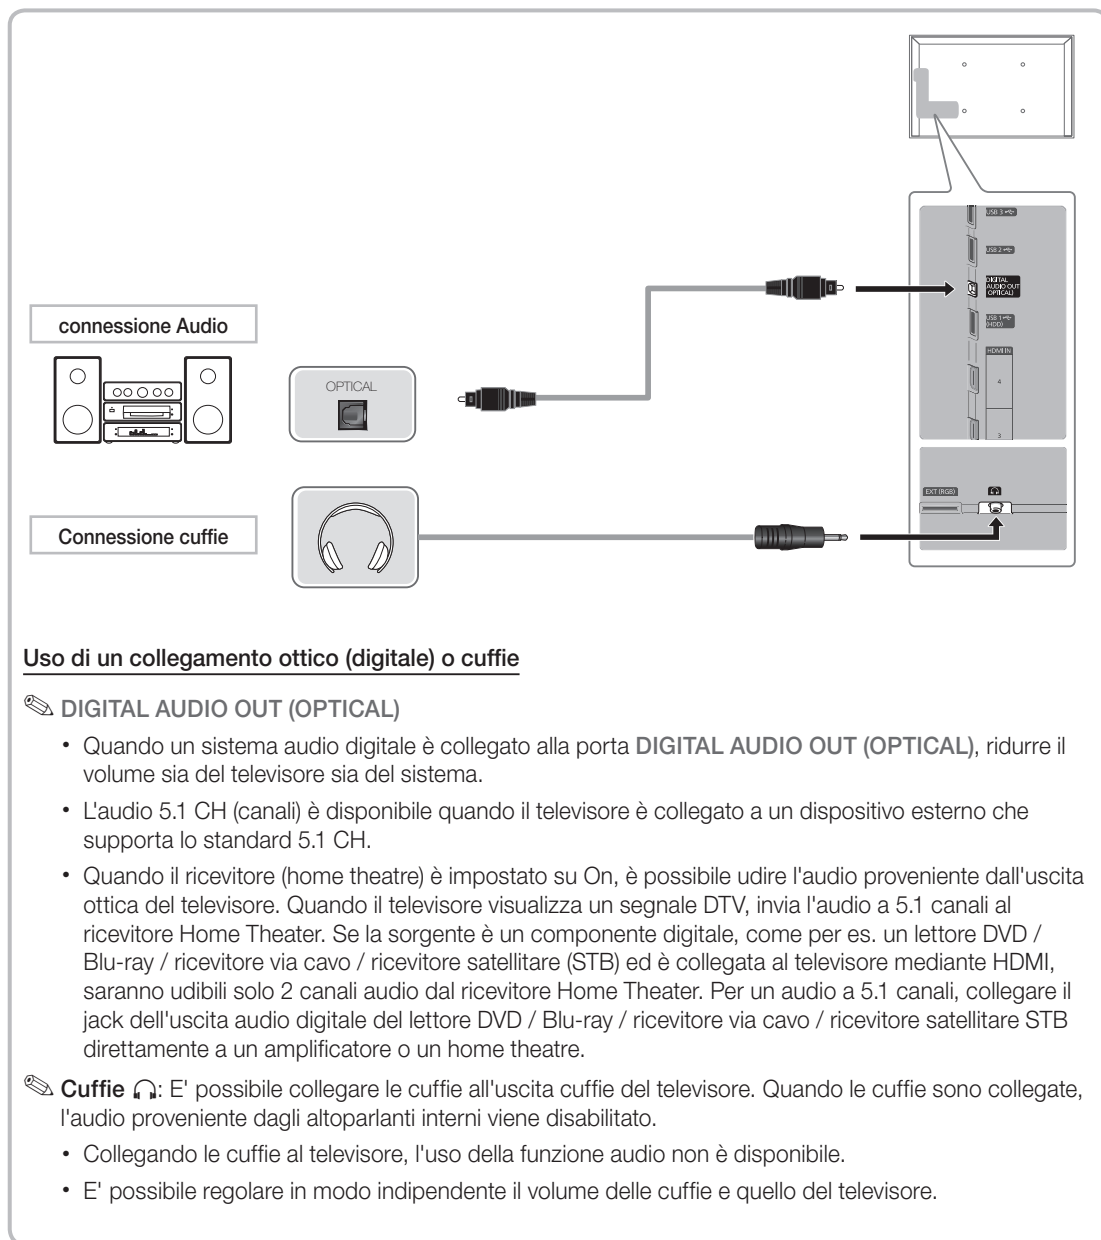 USB 3
USB 2
DIGITAL
AUDIO OUT
(OPTICAL)
USB 1
(HDD)
HDMI IN
4
3
connessione Audio
OPTICAL
EXT (RGB)
Connessione cuffie
Uso di un collegamento ottico (digitale) o cuffie
DIGITAL AUDIO OUT (OPTICAL)
• Quando un sistema audio digitale è collegato alla porta DIGITAL AUDIO OUT (OPTICAL), ridurre il
volume sia del televisore sia del sistema.
• L'audio 5.1 CH (canali) è disponibile quando il televisore è collegato a un dispositivo esterno che
supporta lo standard 5.1 CH.
• Quando il ricevitore (home theatre) è impostato su On, è possibile udire l'audio proveniente dall'uscita
ottica del televisore. Quando il televisore visualizza un segnale DTV, invia l'audio a 5.1 canali al
ricevitore Home Theater. Se la sorgente è un componente digitale, come per es. un lettore DVD /
Blu-ray / ricevitore via cavo / ricevitore satellitare (STB) ed è collegata al televisore mediante HDMI,
saranno udibili solo 2 canali audio dal ricevitore Home Theater. Per un audio a 5.1 canali, collegare il
jack dell'uscita audio digitale del lettore DVD / Blu-ray / ricevitore via cavo / ricevitore satellitare STB
direttamente a un amplificatore o un home theatre.
Cuffie : E' possibile collegare le cuffie all'uscita cuffie del televisore. Quando le cuffie sono collegate,
l'audio proveniente dagli altoparlanti interni viene disabilitato.
• Collegando le cuffie al televisore, l'uso della funzione audio non è disponibile.
• E' possibile regolare in modo indipendente il volume delle cuffie e quello del televisore.